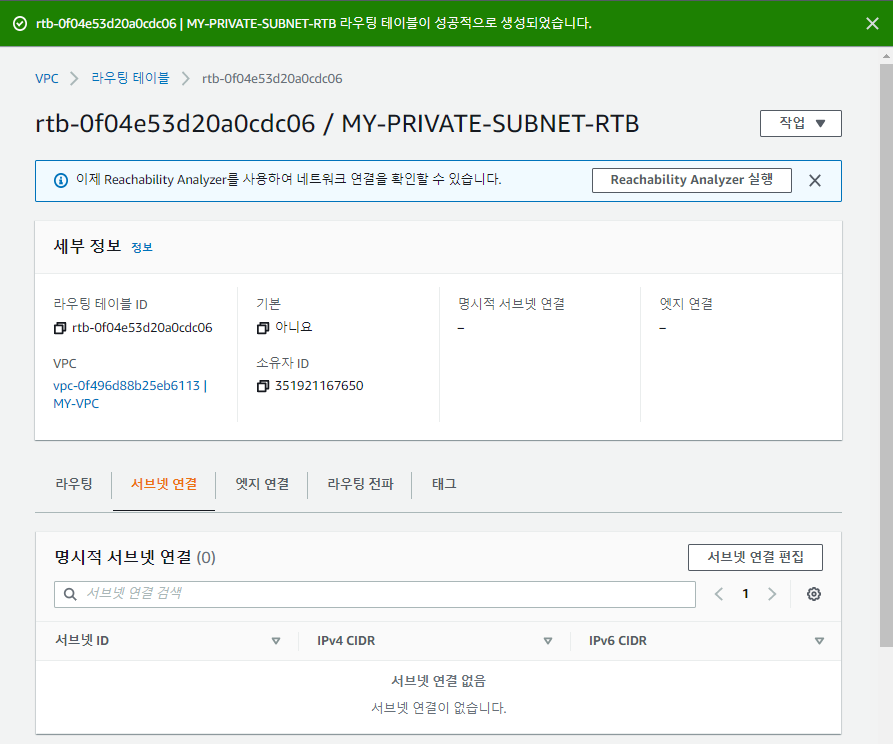 rtb-0f04e53d20a0cdc06 | MY-PRIVATE-SUBNET-RTB 라우팅 테이블이 성공적으로 생성되었습니다.
VPC > 라우팅 테이블 > rtb-0f04e53d20a0cdc06
rtb-0f04e53d20a0cdc06 / MY-PRIVATE-SUBNET-RTB 작업
이제 Reachability Analyzer를 사용하여 네트워크 연결을 확인할 수 있습니다. Reachability Analyzer 실행
세부 정보 정보
라우팅 테이블 ID
rtb-0f04e53d20a0cdc06
기본
아니요
명시적 서브넷 연결
–
엣지 연결
–
VPC
vpc-0f496d88b25eb6113 |
MY-VPC
소유자 ID
351921167650
라우팅 서브넷 연결 엣지 연결 라우팅 전파 태그
명시적 서브넷 연결 (0) 서브넷 연결 편집
서브넷 연결 검색 1
서브넷 ID IPv4 CIDR IPv6 CIDR
서브넷 연결 없음
서브넷 연결이 없습니다.